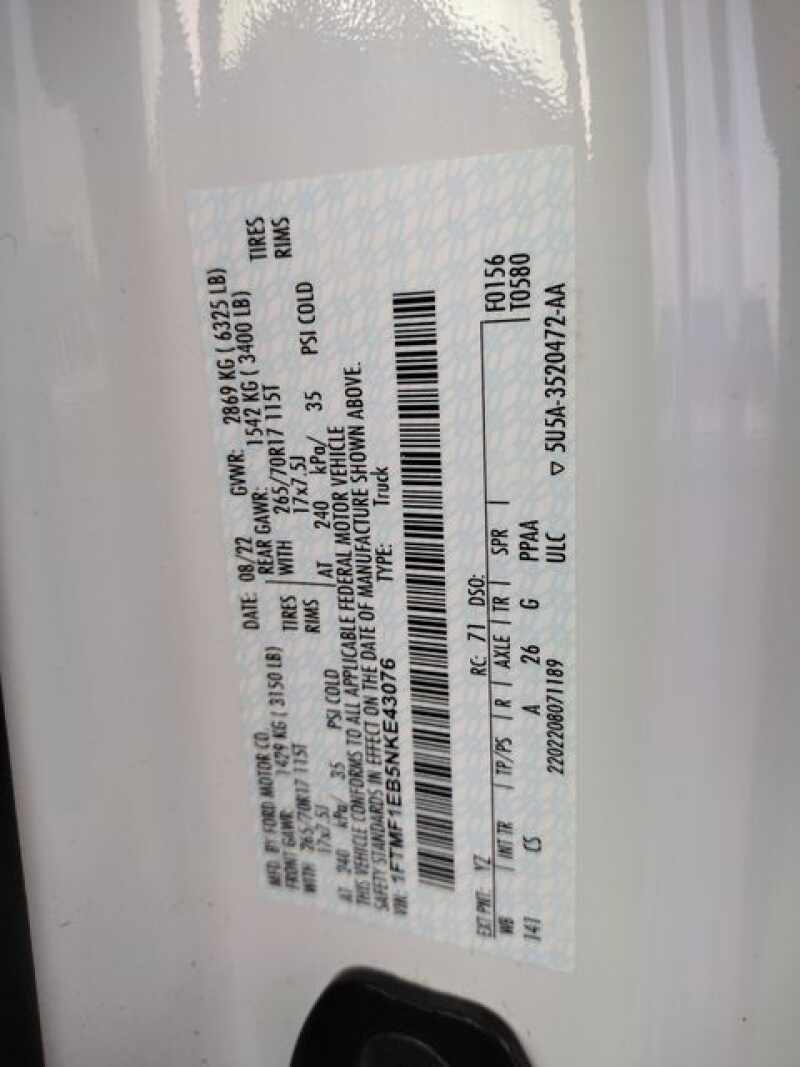 MFD. BY FORD MOTOR CO.
DATE: 08/22 GVWR: 2869 KG ( 6325 LB)
FRONT GAWR: 1429 KG ( 3150 LB) REAR GAWR: 1542 KG ( 3400 LB)
WITH 265/70R17 115T TIRES WITH 265/70R17 115T TIRES
17x7.5J RIMS 17x7.5J RIMS
AT 240 kPa/ 35 PSI COLD AT 240 kPa/ 35 PSI COLD
THIS VEHICLE CONFORMS TO ALL APPLICABLE FEDERAL MOTOR VEHICLE
SAFETY STANDARDS IN EFFECT ON THE DATE OF MANUFACTURE SHOWN ABOVE.
VIN: 1FTMF1EB5NKE43076 TYPE: Truck
F0156
EXT PNT: YZ RC: 71 DSO: T0580
WB INT TR TP/PS R AXLE TR SPR
141 CS A 26 G PPAA
2202208071189 ULC ▽ 5U5A-3520472-AA